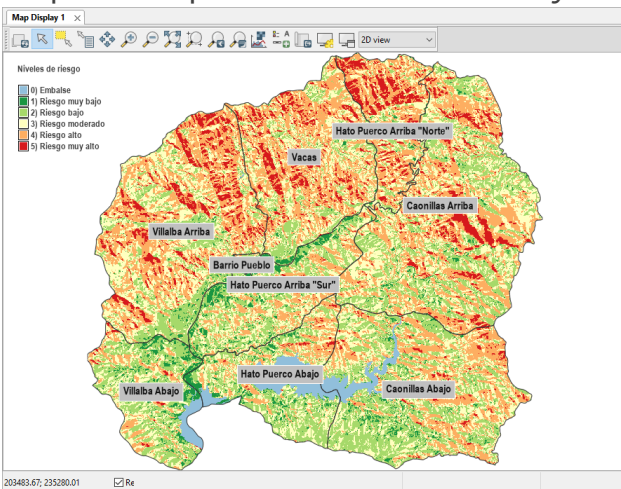 Map Display 1
2D view
Niveles de riesgo
0) Embalse
1) Riesgo muy bajo
2) Riesgo bajo
3) Riesgo moderado
4) Riesgo alto
5) Riesgo muy alto
Hato Puerco Arriba "Norte"
Vacas
Caonillas Arriba
Villalba Arriba
Barrio Pueblo
Hato Puerco Arriba "Sur"
Hato Puerco Abajo
Villalba Abajo
Caonillas Abajo
203483.67; 235280.01
Re